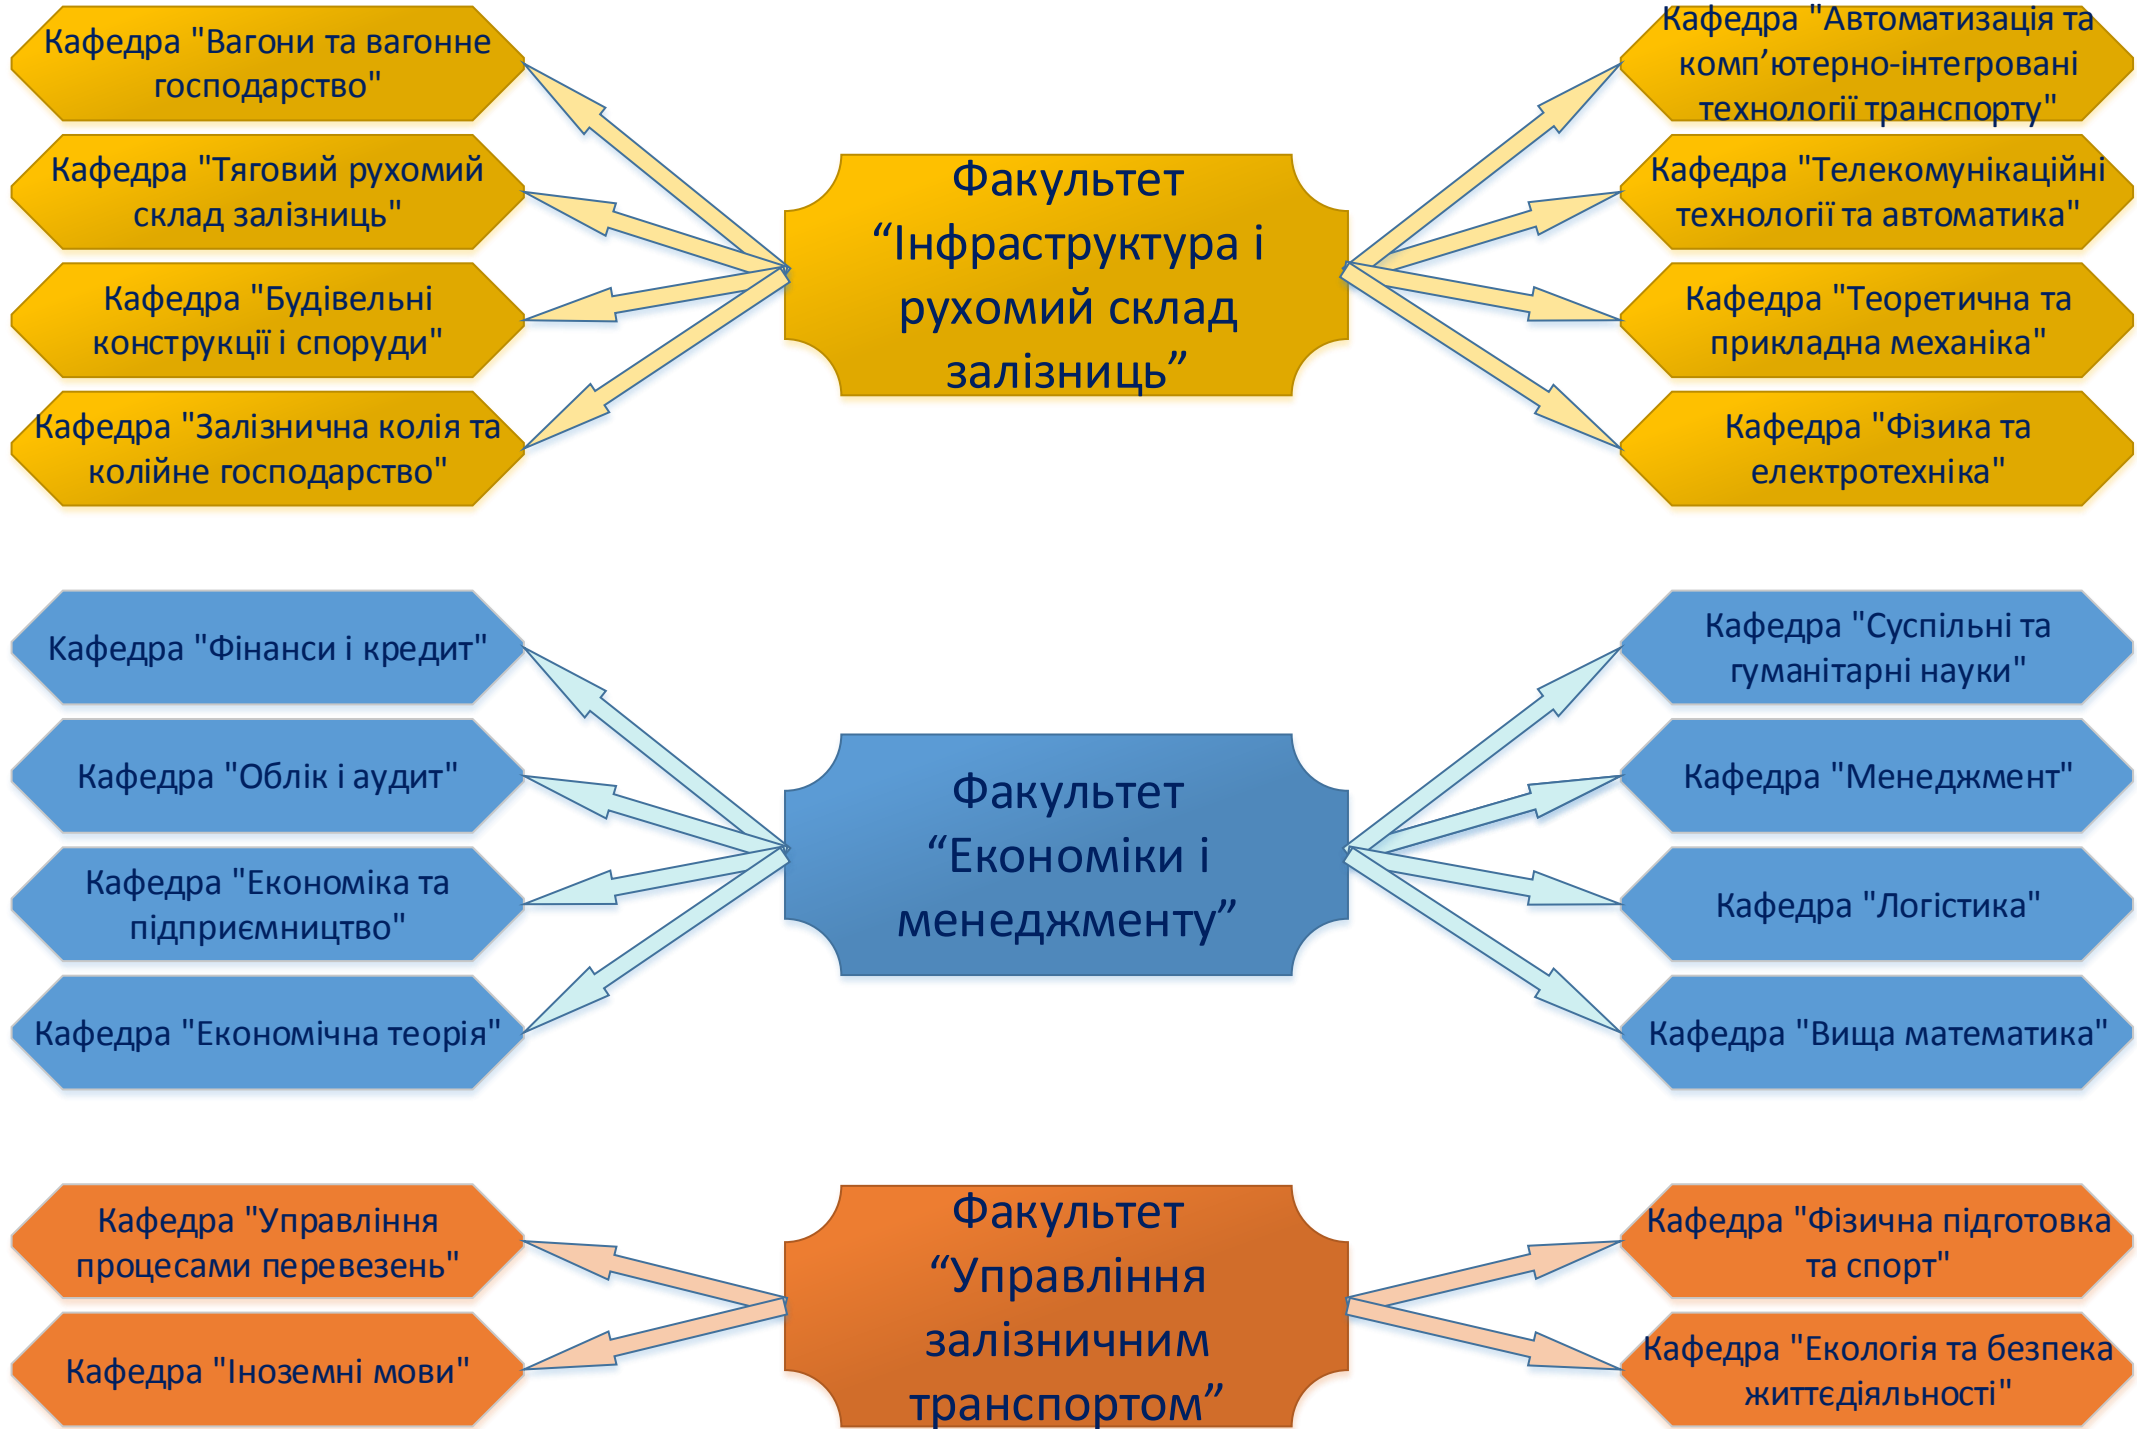 Кафедра "Вагони та вагонне
господарство"
Кафедра "Тяговий рухомий
склад залізниць"
Кафедра "Будівельні
конструкції і споруди"
Кафедра "Залізнична колія та
колійне господарство"
Факультет
“Інфраструктура і
рухомий склад
залізниць”
Кафедра "Автоматизація та
комп’ютерно-інтегровані
технології транспорту"
Кафедра "Телекомунікаційні
технології та автоматика"
Кафедра "Теоретична та
прикладна механіка"
Кафедра "Фізика та
електротехніка"
Кафедра "Фінанси і кредит"
Кафедра "Облік і аудит"
Кафедра "Економіка та
підприємництво"
Кафедра "Економічна теорія"
Факультет
“Економіки і
менеджменту”
Кафедра "Суспільні та
гуманітарні науки"
Кафедра "Менеджмент"
Кафедра "Логістика"
Кафедра "Вища математика"
Кафедра "Управління
процесами перевезень"
Кафедра "Іноземні мови"
Факультет
“Управління
залізничним
транспортом”
Кафедра "Фізична підготовка
та спорт"
Кафедра "Екологія та безпека
життєдіяльності"